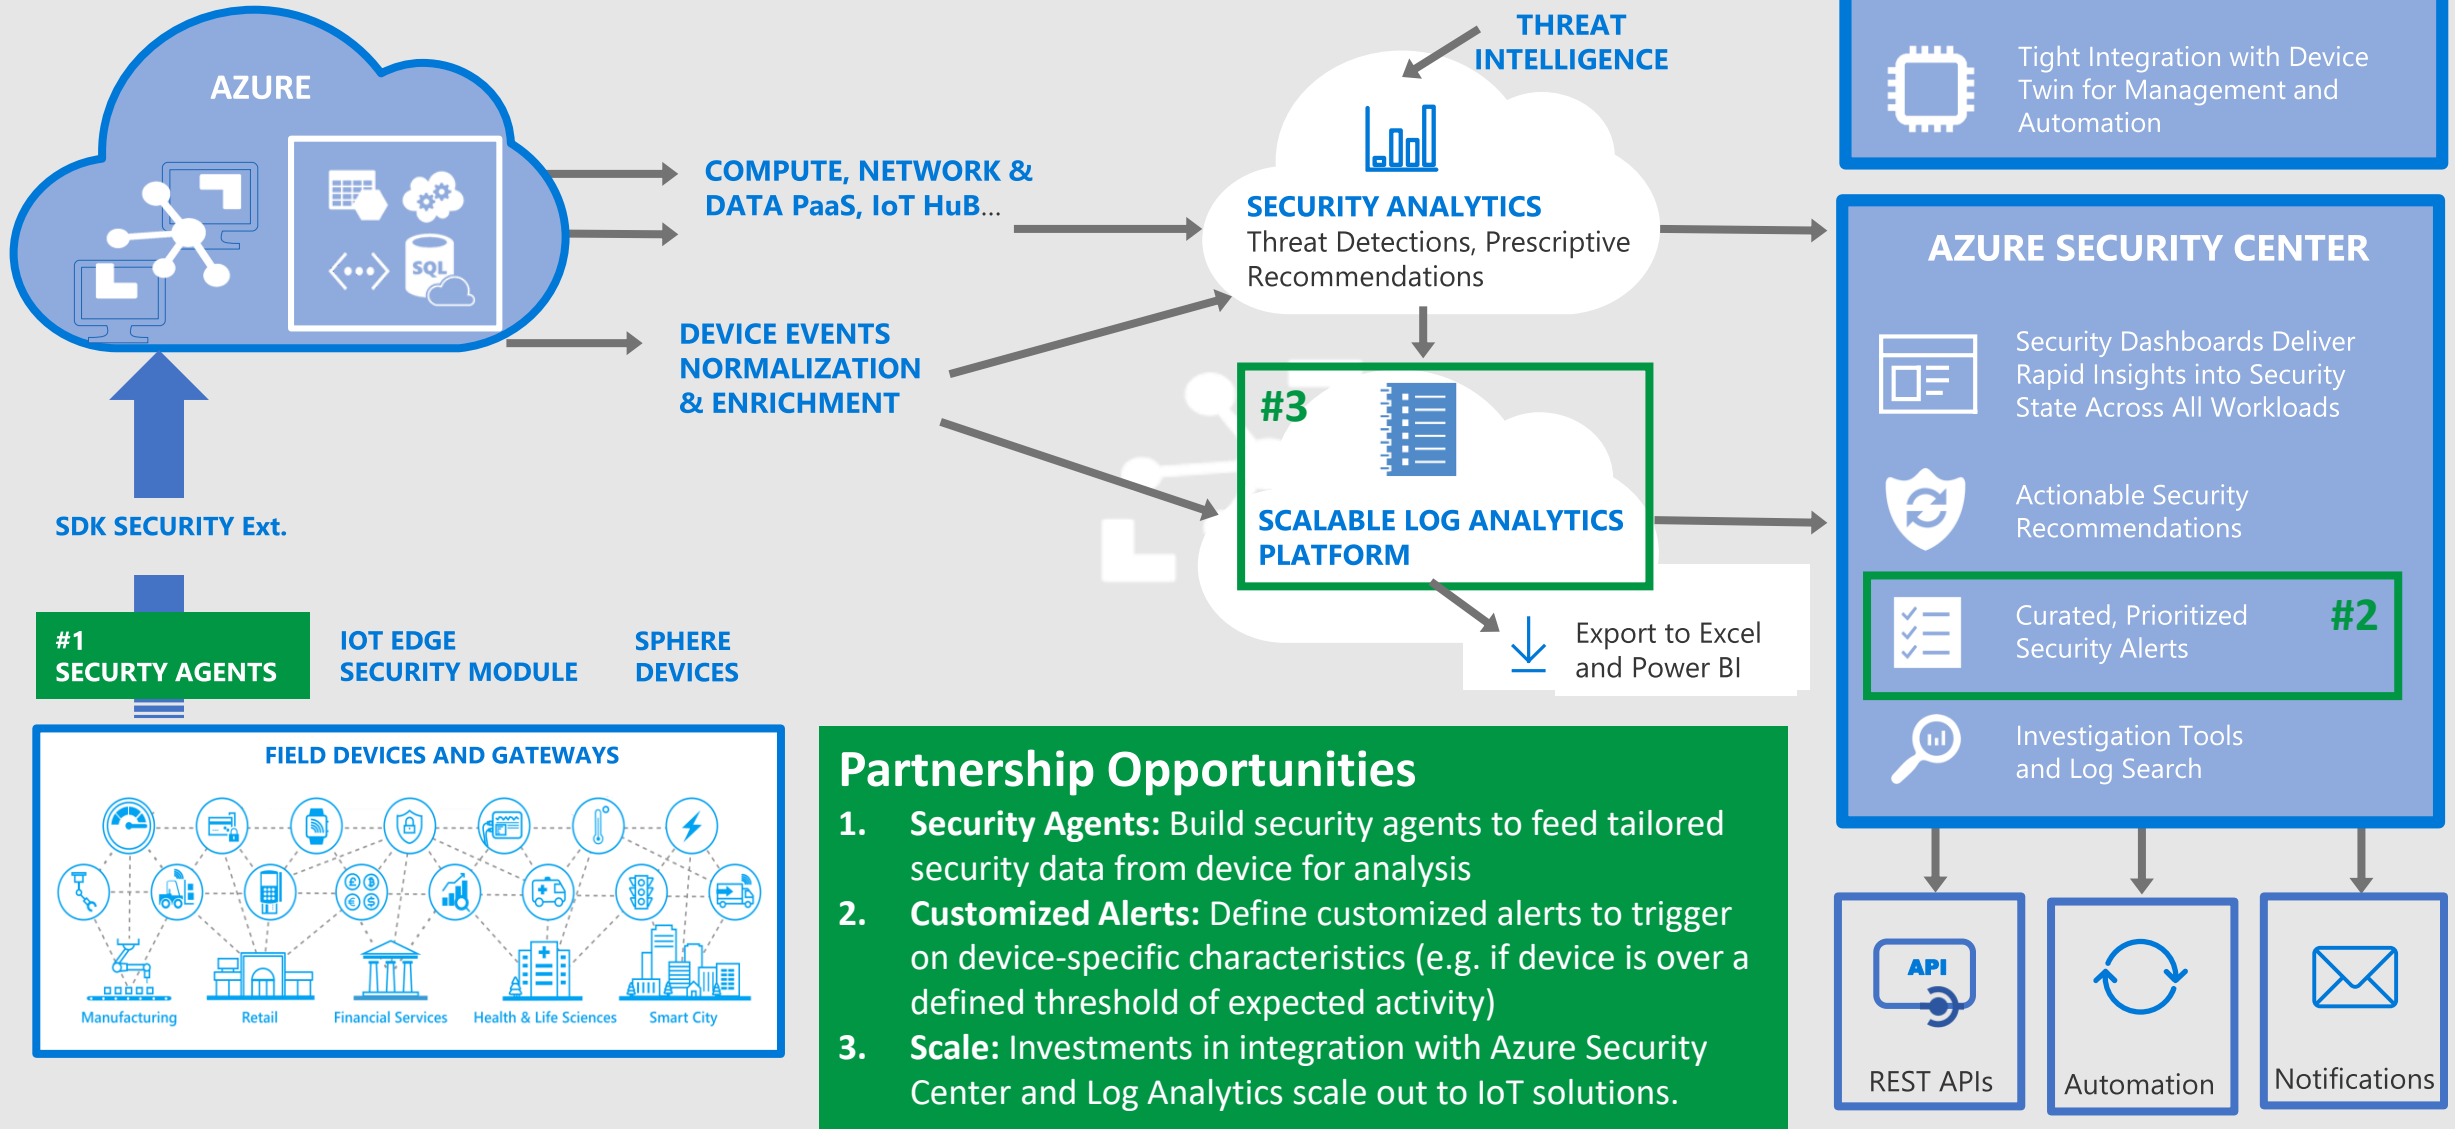 AZURE
SQL
COMPUTE, NETWORK &
DATA PaaS, IoT HuB...
DEVICE EVENTS
NORMALIZATION
& ENRICHMENT
SDK SECURITY Ext.
#1
SECURTY AGENTS
IOT EDGE
SECURITY MODULE
SPHERE
DEVICES
FIELD DEVICES AND GATEWAYS
Manufacturing
Retail
Financial Services
Health & Life Sciences
Smart City
THREAT
INTELLIGENCE
SECURITY ANALYTICS
Threat Detections, Prescriptive
Recommendations
#3
SCALABLE LOG ANALYTICS
PLATFORM
Export to Excel
and Power BI
Partnership Opportunities
1. Security Agents: Build security agents to feed tailored
security data from device for analysis
2. Customized Alerts: Define customized alerts to trigger
on device-specific characteristics (e.g. if device is over a
defined threshold of expected activity)
3. Scale: Investments in integration with Azure Security
Center and Log Analytics scale out to IoT solutions.
Tight Integration with Device
Twin for Management and
Automation
AZURE SECURITY CENTER
Security Dashboards Deliver
Rapid Insights into Security
State Across All Workloads
Actionable Security
Recommendations
Curated, Prioritized
Security Alerts
#2
Investigation Tools
and Log Search
API
REST APIs
Automation
Notifications